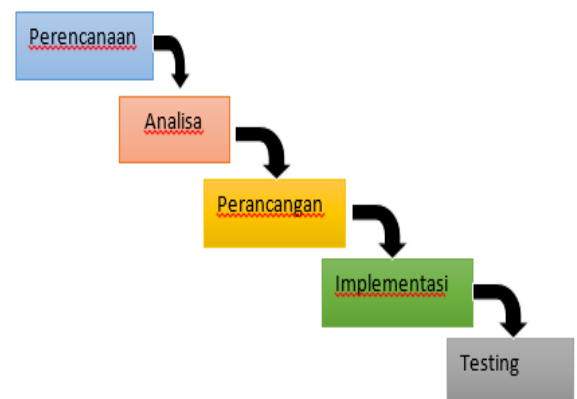 Perencanaan
Analisa
Perancangan
Implementasi
Testing